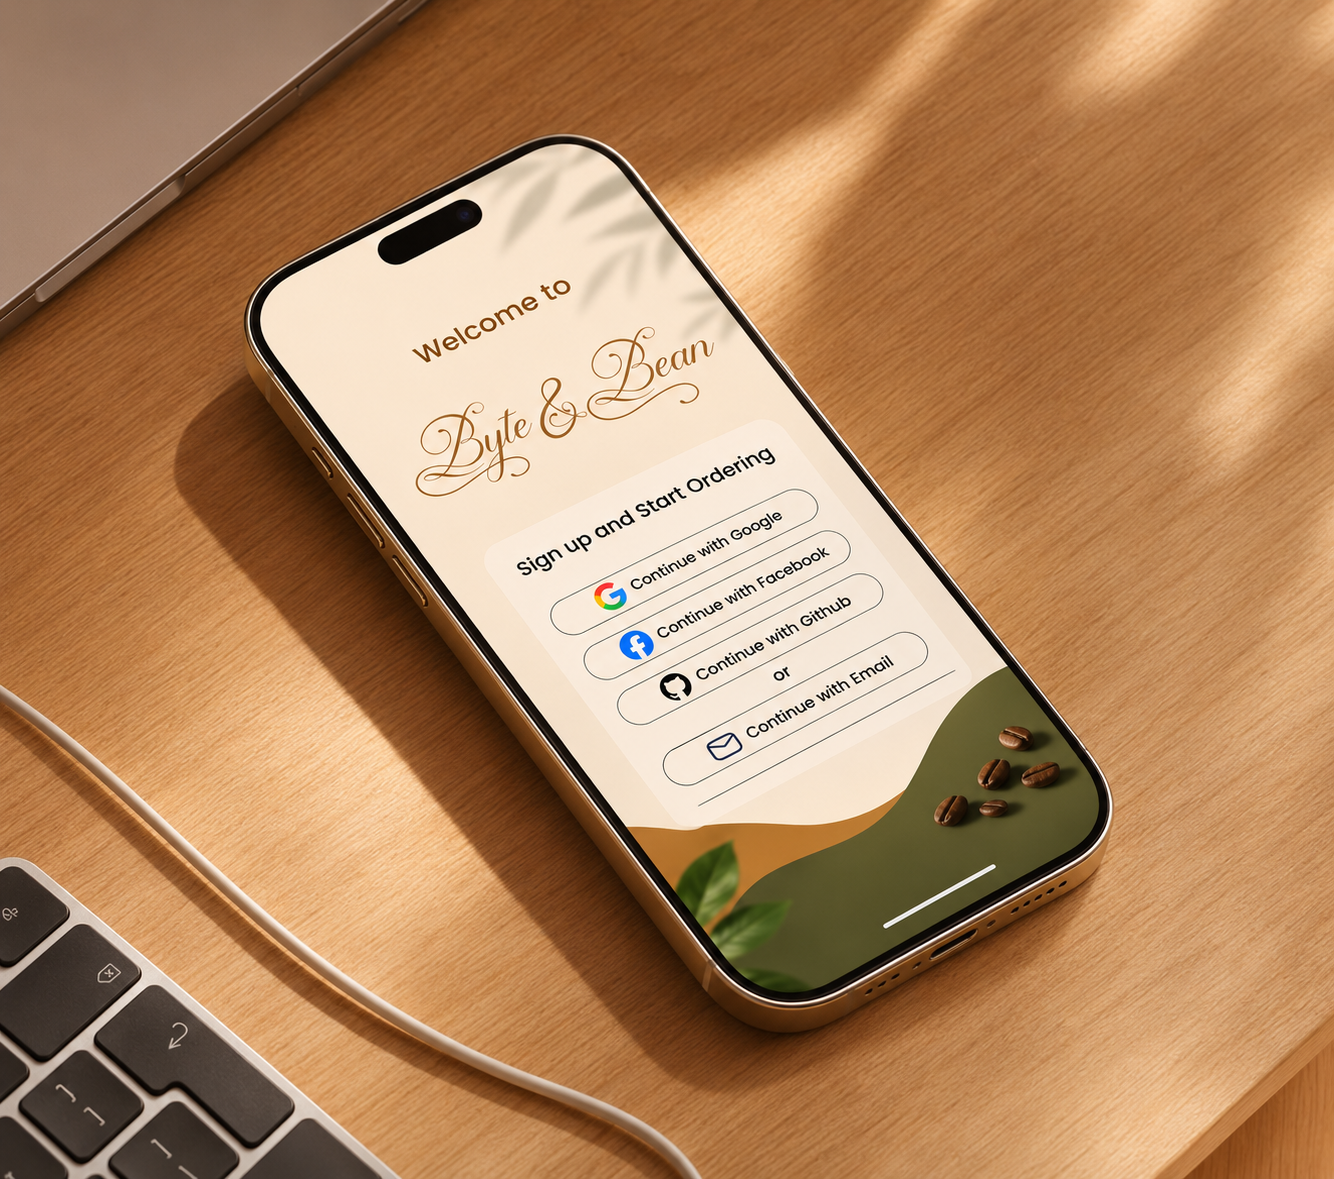 Welcome to
Byte & Bean
Sign up and Start Ordering
Continue with Google
Continue with Facebook
Continue with Github
or
Continue with Email